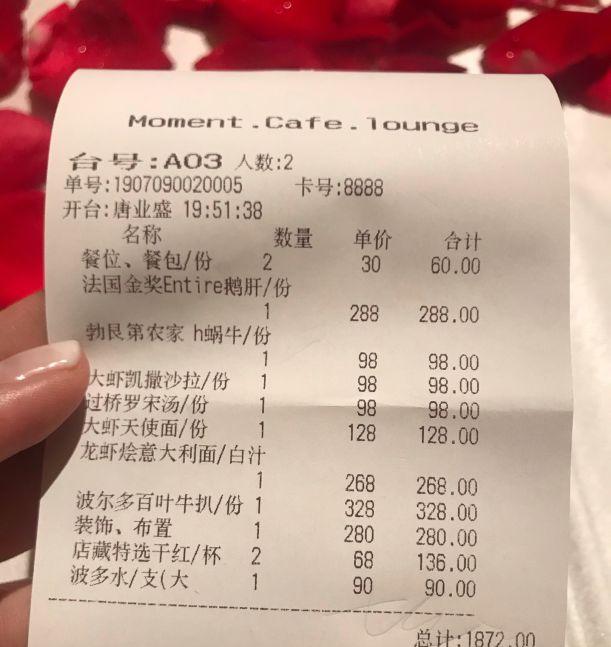 Moment.Cafe.lounge
台号:A03 人数:2
单号:1907090020005 卡号:8888
开台:唐业盛 19:51:38
名称 数量 单价 合计
餐位、餐包/份 2 30 60.00
法国金奖Entire鹅肝/份
1 288 288.00
勃艮第农家 h蜗牛/份
1 98 98.00
大虾凯撒沙拉/份 1 98 98.00
过桥罗宋汤/份 1 98 98.00
大虾天使面/份 1 128 128.00
龙虾烩意大利面/白汁
1 268 268.00
波尔多百叶牛扒/份 1 328 328.00
装饰、布置 1 280 280.00
店藏特选干红/杯 2 68 136.00
波多水/支(大 1 90 90.00
总计:1872.00